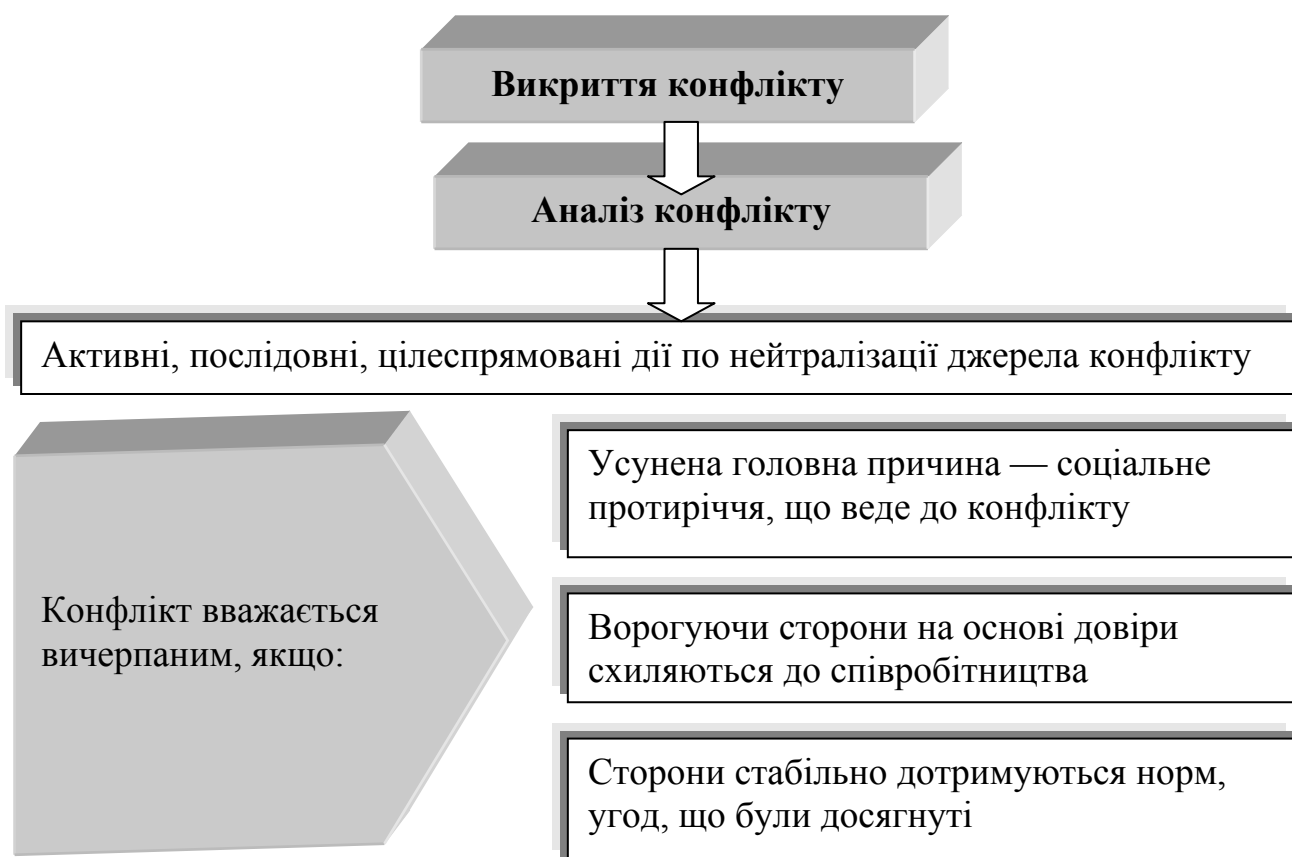 Викриття конфлікту
Аналіз конфлікту
Активні, послідовні, цілеспрямовані дії по нейтралізації джерела конфлікту
Конфлікт вважається
вичерпаним, якщо:
Усунена головна причина — соціальне
протиріччя, що веде до конфлікту
Ворогуючи сторони на основі довіри
схиляються до співробітництва
Сторони стабільно дотримуються норм,
угод, що були досягнуті